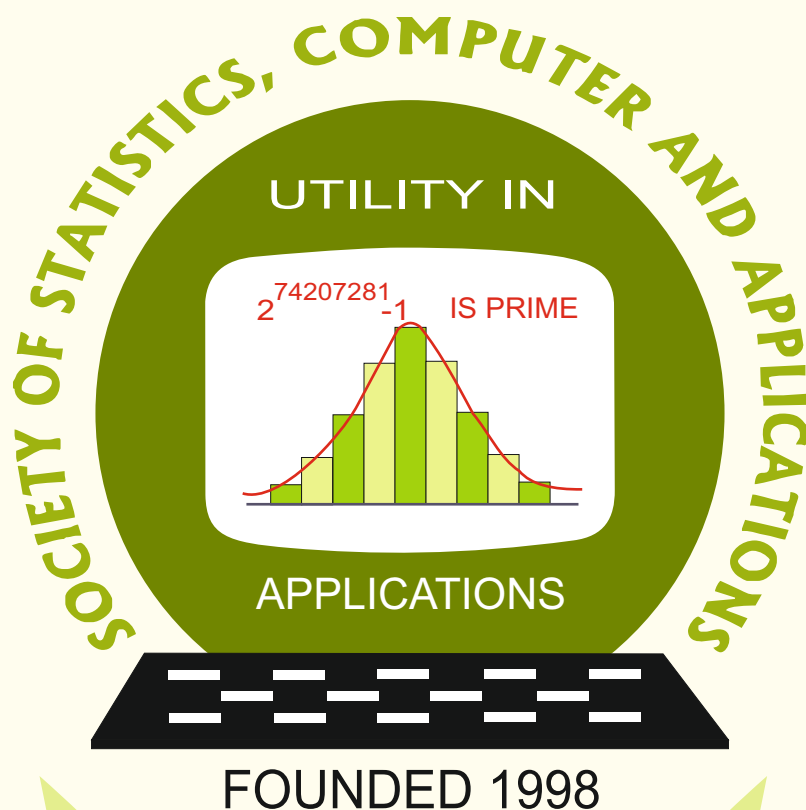 SOCIETY OF STATISTICS, COMPUTER AND APPLICATIONS
UTILITY IN
2^74207281-1 IS PRIME
APPLICATIONS
FOUNDED 1998